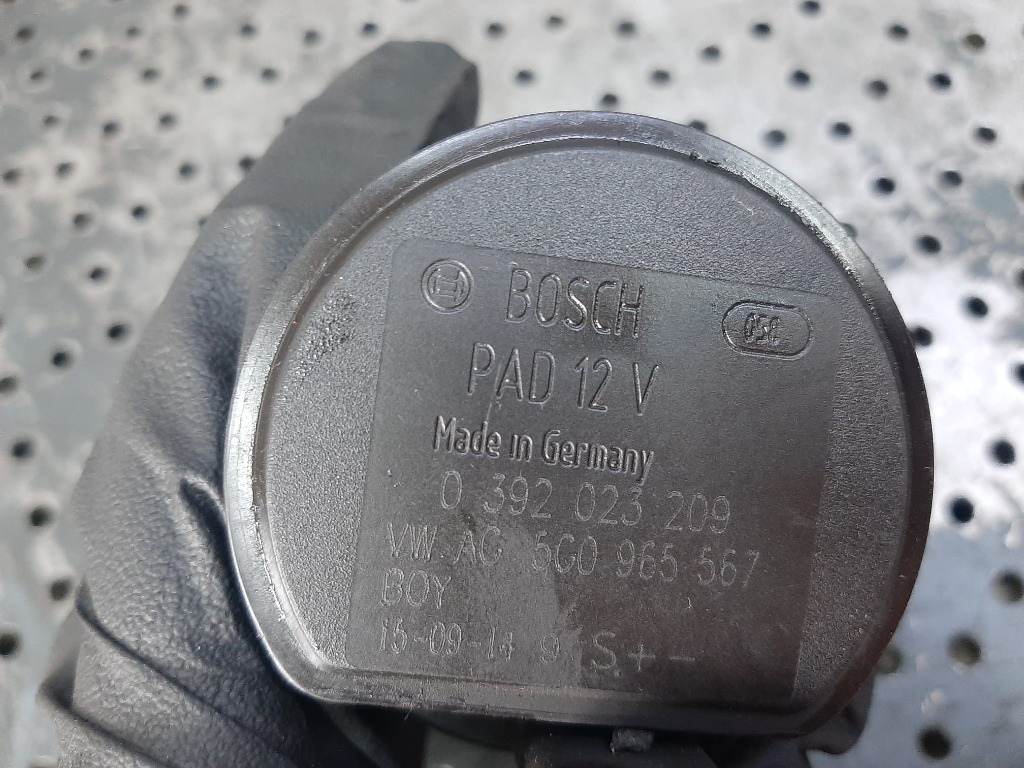 BOSCH
PAD 12 V
Made in Germany
0 392 023 209
VW AG 5G0 965 567
BOY
15-09-14 9 S + -